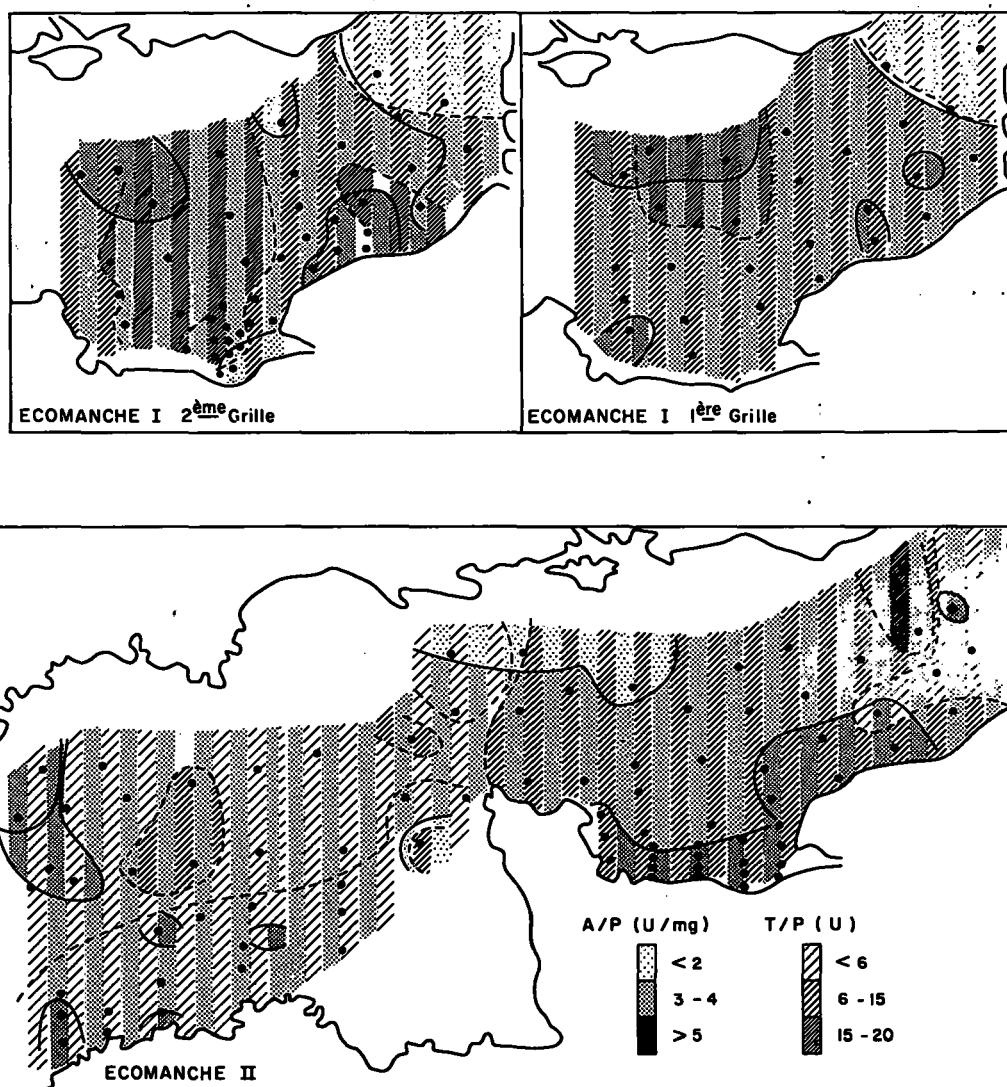 ECOMANCHE I 2ème Grille
ECOMANCHE I 1ère Grille
A/P (U/mg) T/P (U)
< 2 < 6
3 - 4 6 - 15
> 5 15 - 20
ECOMANCHE II